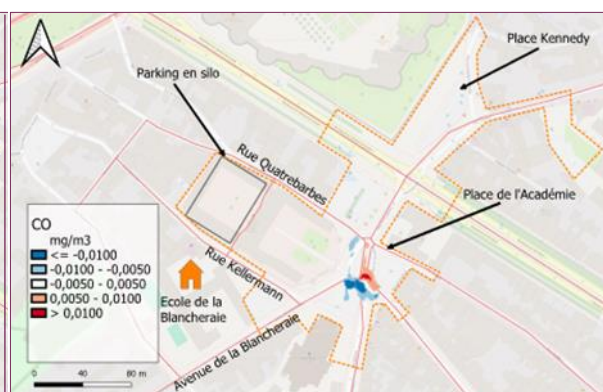 Place Kennedy
Parking en silo
Rue Quatrebarbes
Place de l'Académie
CO
mg/m3
<= -0,0100
-0,0100 - -0,0050
-0,0050 - 0,0050
0,0050 - 0,0100
> 0,0100
Rue Kellermann
Ecole de la
Blancheraie
Avenue de la Blancheraie
0 40 80 m